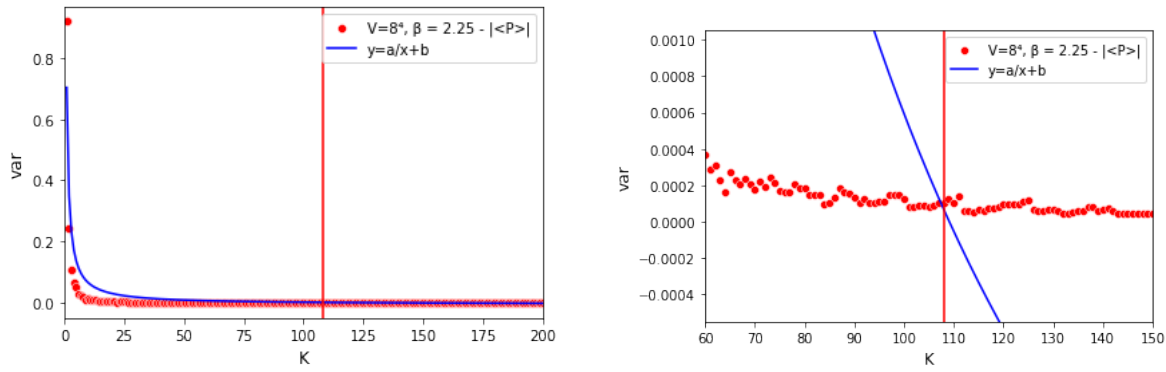 V=8⁴, β = 2.25 - |<P>|
y=a/x+b
0.8
0.6
0.4
0.2
0.0
var
0 25 50 75 100 125 150 175 200
K
V=8⁴, β = 2.25 - |<P>|
y=a/x+b
0.0010
0.0008
0.0006
0.0004
0.0002
0.0000
−0.0002
−0.0004
var
60 70 80 90 100 110 120 130 140 150
K